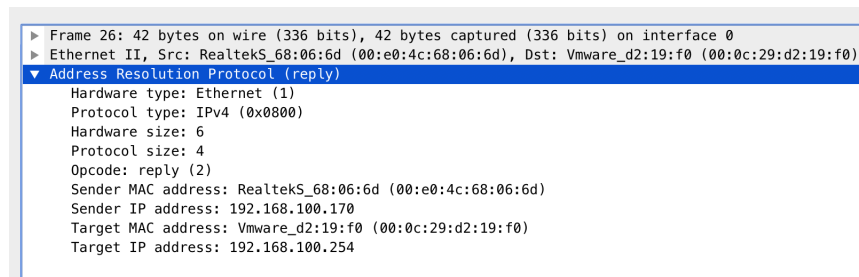 Frame 26: 42 bytes on wire (336 bits), 42 bytes captured (336 bits) on interface 0
Ethernet II, Src: RealtekS_68:06:6d (00:e0:4c:68:06:6d), Dst: Vmware_d2:19:f0 (00:0c:29:d2:19:f0)
Address Resolution Protocol (reply)
Hardware type: Ethernet (1)
Protocol type: IPv4 (0x0800)
Hardware size: 6
Protocol size: 4
Opcode: reply (2)
Sender MAC address: RealtekS_68:06:6d (00:e0:4c:68:06:6d)
Sender IP address: 192.168.100.170
Target MAC address: Vmware_d2:19:f0 (00:0c:29:d2:19:f0)
Target IP address: 192.168.100.254